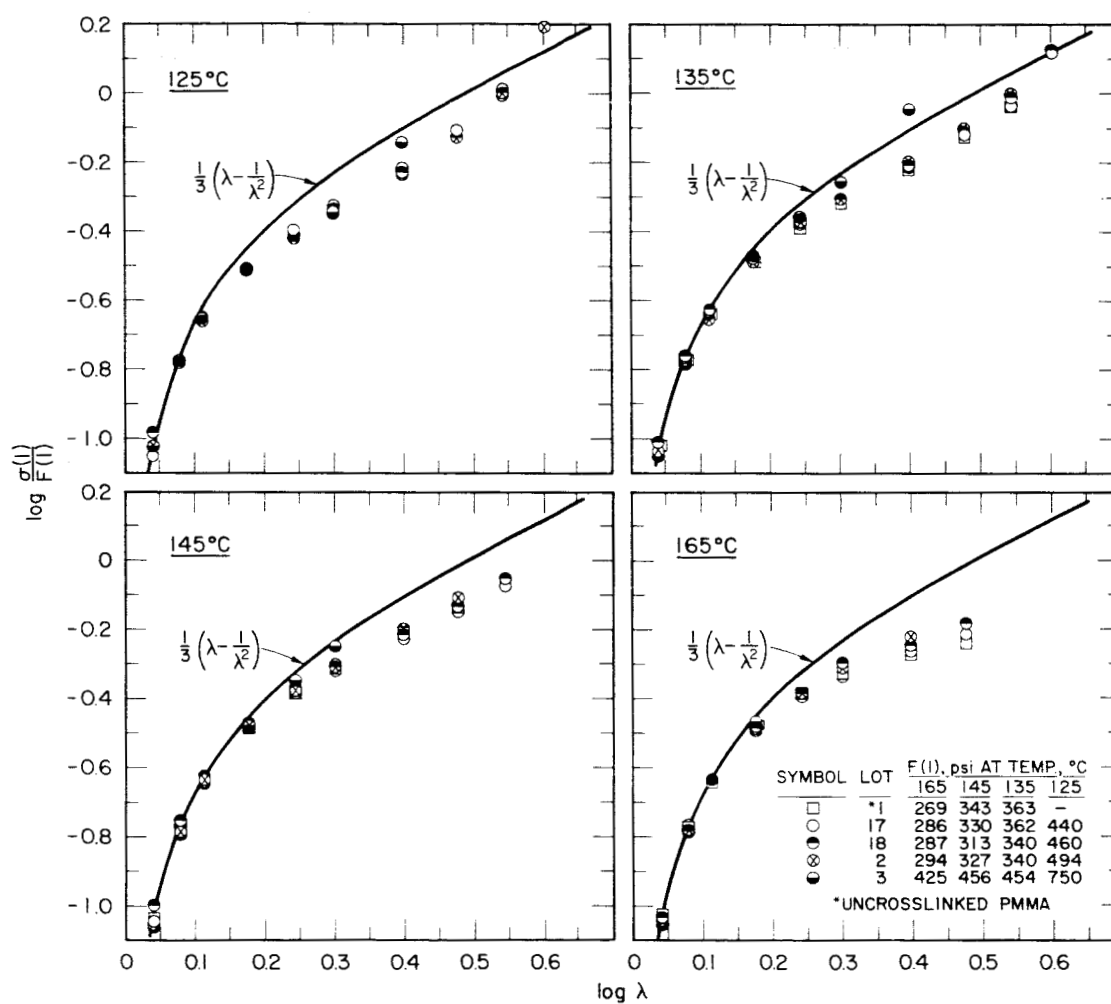 0.2
0
-0.2
-0.4
-0.6
-0.8
-1.0
125°C
1/3 (λ - 1/λ²)
135°C
1/3 (λ - 1/λ²)
log σ(1)/F(1)
0.2
0
-0.2
-0.4
-0.6
-0.8
-1.0
145°C
1/3 (λ - 1/λ²)
165°C
1/3 (λ - 1/λ²)
SYMBOL LOT F(1), psi AT TEMP., °C
165 145 135 125
*1 269 343 363 –
17 286 330 362 440
18 287 313 340 460
2 294 327 340 494
3 425 456 454 750
*UNCROSSLINKED PMMA
0 0.1 0.2 0.3 0.4 0.5 0.6
0 0.1 0.2 0.3 0.4 0.5 0.6
log λ